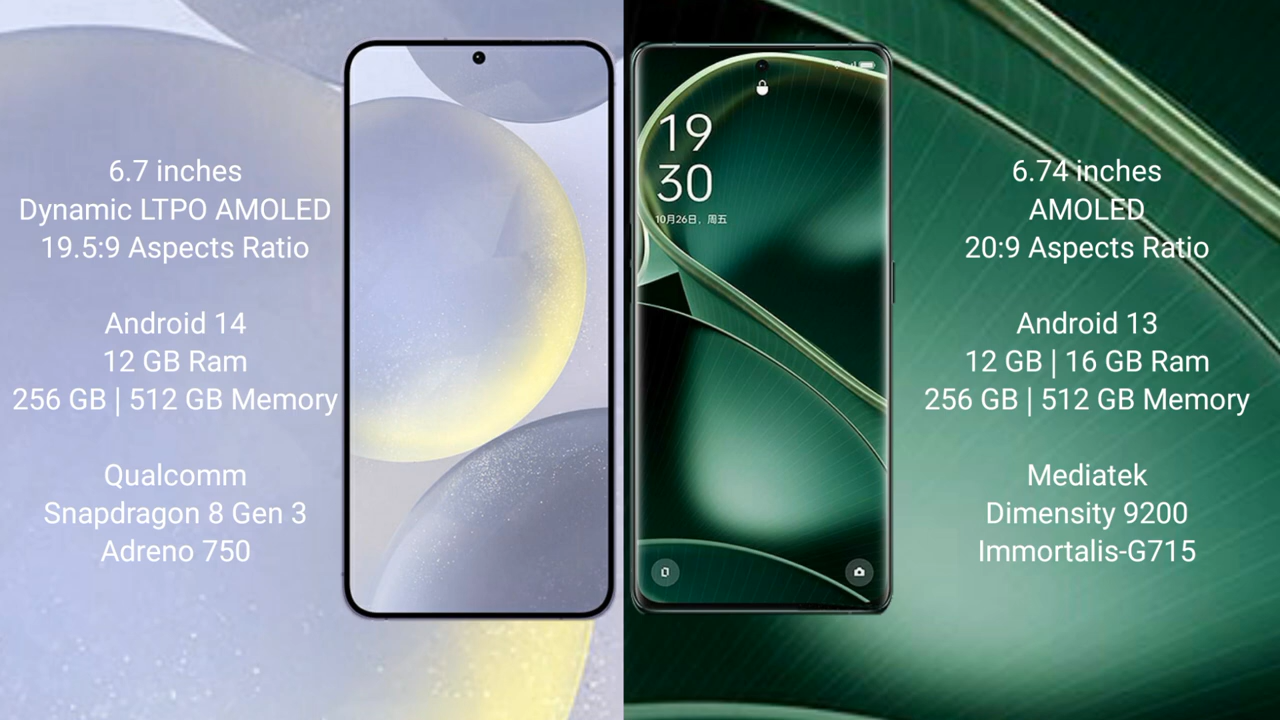 6.7 inches
Dynamic LTPO AMOLED
19.5:9 Aspects Ratio
Android 14
12 GB Ram
256 GB | 512 GB Memory
Qualcomm
Snapdragon 8 Gen 3
Adreno 750
19
30
10月26日，周五
6.74 inches
AMOLED
20:9 Aspects Ratio
Android 13
12 GB | 16 GB Ram
256 GB | 512 GB Memory
Mediatek
Dimensity 9200
Immortalis-G715